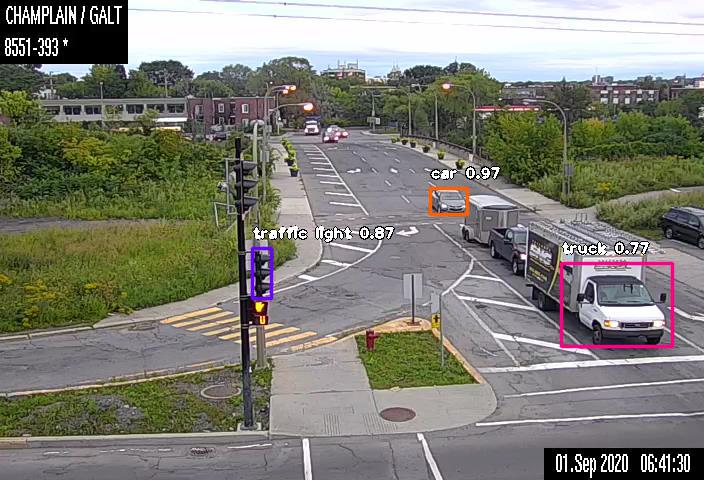 CHAMPLAIN / GALT
8551-393 *
car 0.97
traffic light 0.87
truck 0.77
01.Sep 2020 06:41:30